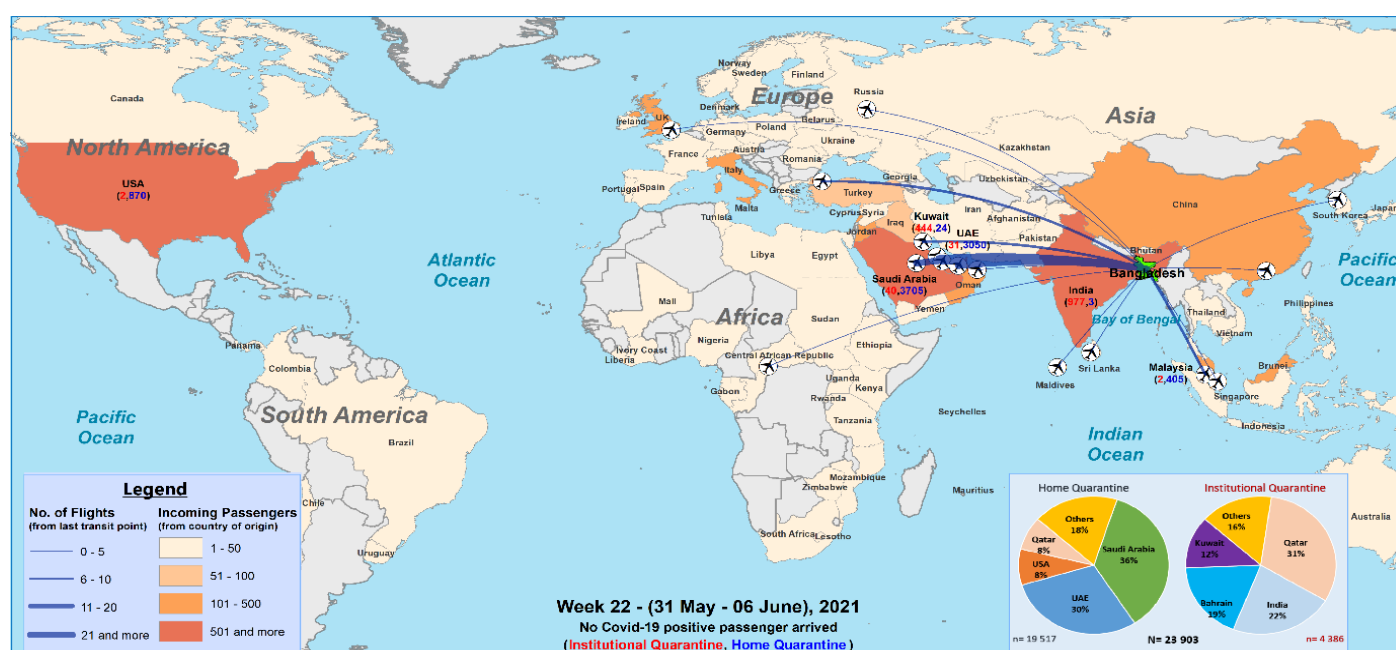 Canada
North America
USA
(2,870)
Atlantic
Ocean
Pacific
Ocean
Panama
Colombia
South America
Brazil
Chile
Uruguay
Norway
Sweden
Finland
Europe
Russia
Asia
Denmark
Ireland
UK
Belarus
Poland
Germany
Ukraine
Kazakhstan
France
Austria
Romania
Italy
Georgia
Uzbekistan
Portugal
Spain
Greece
Turkey
China
South Korea
Japa
Malta
Tunisia
Cyprus
Syria
Iran
Iraq
Afghanistan
Jordan
Kuwait
(444,24)
UAE
(31,3050)
Pakistan
Bhutan
Bangladesh
Pacific
Ocean
Libya
Egypt
Saudi Arabia
(40,3705)
Oman
India
(977,3)
Yemen
Bay of Bengal
Thailand
Vietnam
Philippines
Mali
Africa
Sudan
Nigeria
Ivory Coast
Liberia
Central African Republic
Ethiopia
Maldives
Sri Lanka
Malaysia
(2,405)
Brunei
Singapore
Indonesia
Gabon
Uganda
Kenya
Rwanda
Tanzania
Seychelles
Indian
Ocean
Mozambique
Zimbabwe
Mauritius
South Africa
Lesotho
Australia
Legend
No. of Flights
(from last transit point)
0 - 5
6 - 10
11 - 20
21 and more
Incoming Passengers
(from country of origin)
1 - 50
51 - 100
101 - 500
501 and more
Week 22 - (31 May - 06 June), 2021
No Covid-19 positive passenger arrived
(Institutional Quarantine, Home Quarantine)
Home Quarantine
Others
18%
Saudi Arabia
36%
Qatar
8%
USA
8%
UAE
30%
n= 19 517
N= 23 903
Institutional Quarantine
Others
16%
Qatar
31%
Kuwait
12%
Bahrain
19%
India
22%
n= 4 386